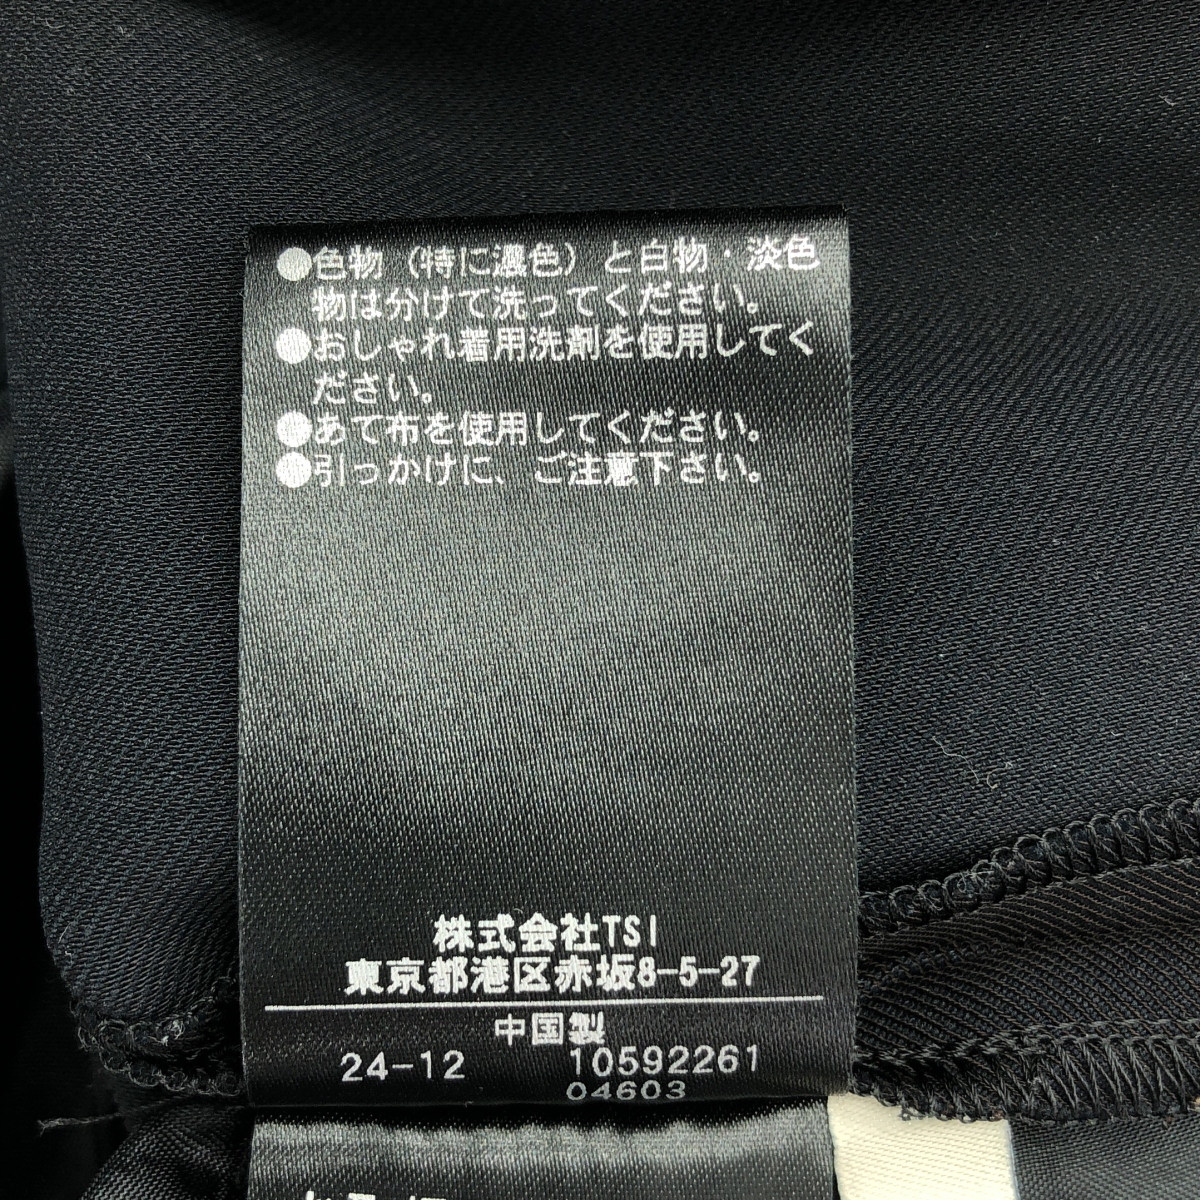 ●色物（特に濃色）と白物・淡色
物は分けて洗ってください。
●おしゃれ着用洗剤を使用してく
ださい。
●あて布を使用してください。
●引っかけに、ご注意下さい。
株式会社TSI
東京都港区赤坂8-5-27
中国製
24-12 10592261
04603